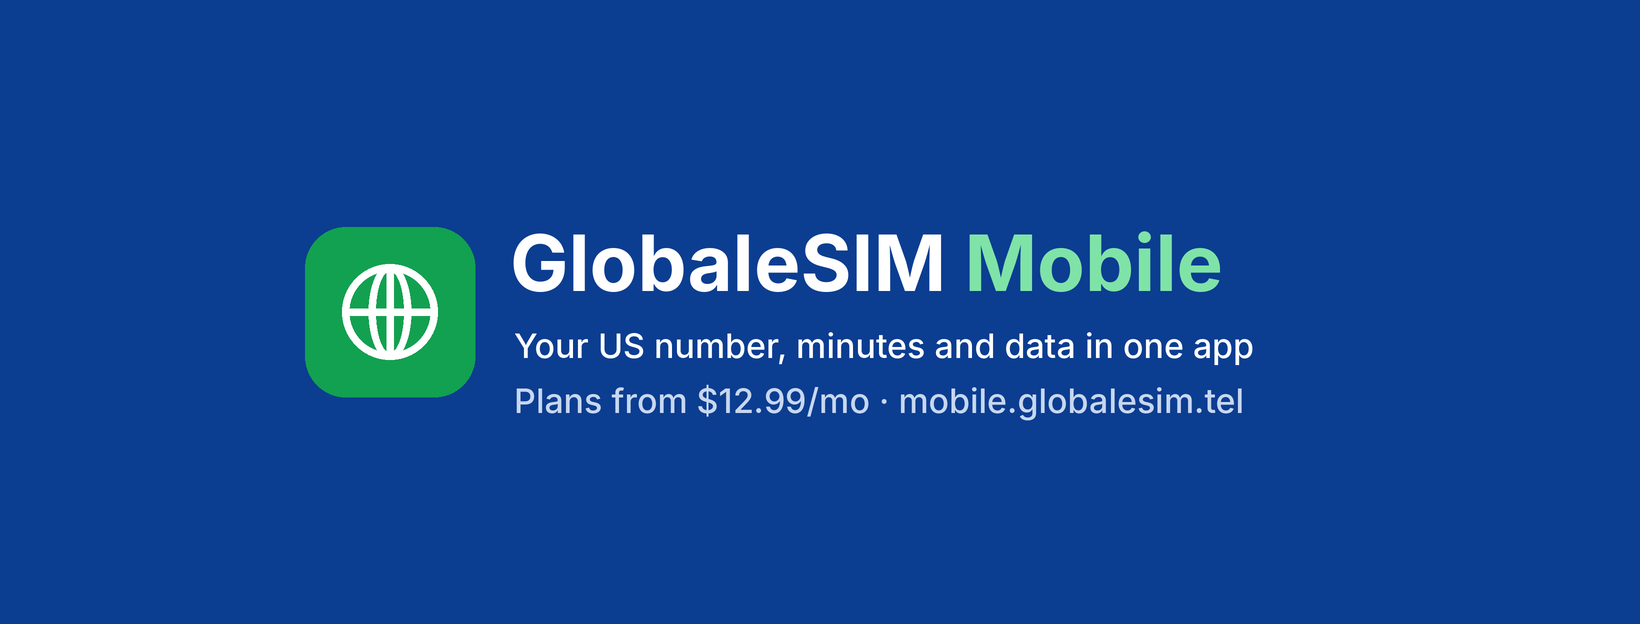 GlobaleSIM Mobile
Your US number, minutes and data in one app
Plans from $12.99/mo · mobile.globalesim.tel